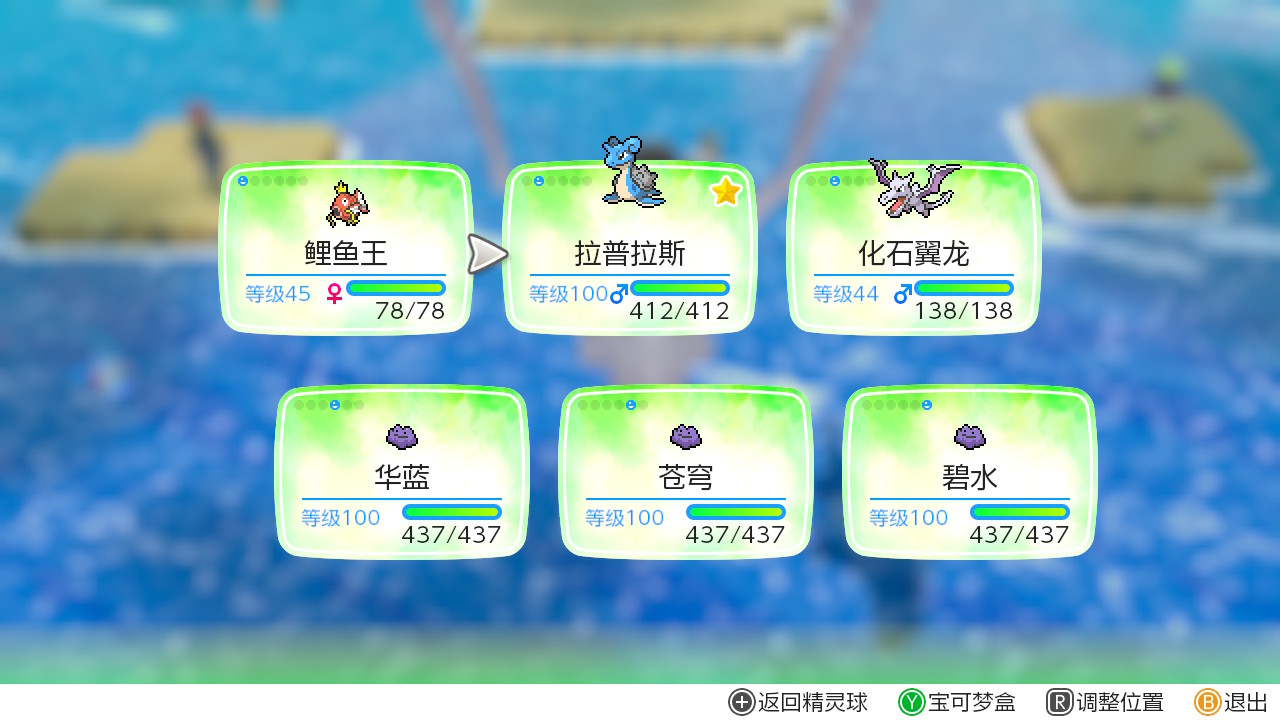 鲤鱼王
等级45 ♀
78/78
拉普拉斯
等级100♂
412/412
化石翼龙
等级44 ♂
138/138
华蓝
等级100
437/437
苍穹
等级100
437/437
碧水
等级100
437/437
+返回精灵球 Y宝可梦盒 R调整位置 B退出